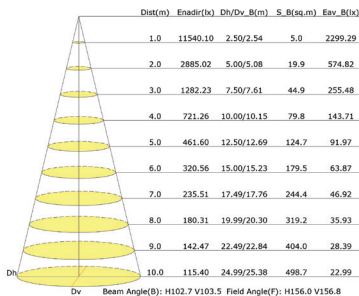 Dist(m) Enadir(lx) Dh/Dv_B(m) S_B(sq.m) Eav_B(lx)
1.0 11540.10 2.50/2.54 5.0 2299.29
2.0 2885.02 5.00/5.08 19.9 574.82
3.0 1282.23 7.50/7.61 44.9 255.48
4.0 721.26 10.00/10.15 79.8 143.71
5.0 461.60 12.50/12.69 124.7 91.97
6.0 320.56 15.00/15.23 179.5 63.87
7.0 235.51 17.49/17.76 244.4 46.92
8.0 180.31 19.99/20.30 319.2 35.93
9.0 142.47 22.49/22.84 404.0 28.39
Dh 10.0 115.40 24.99/25.38 498.7 22.99
Dv Beam Angle(B): H102.7 V103.5 Field Angle(F): H156.0 V156.8